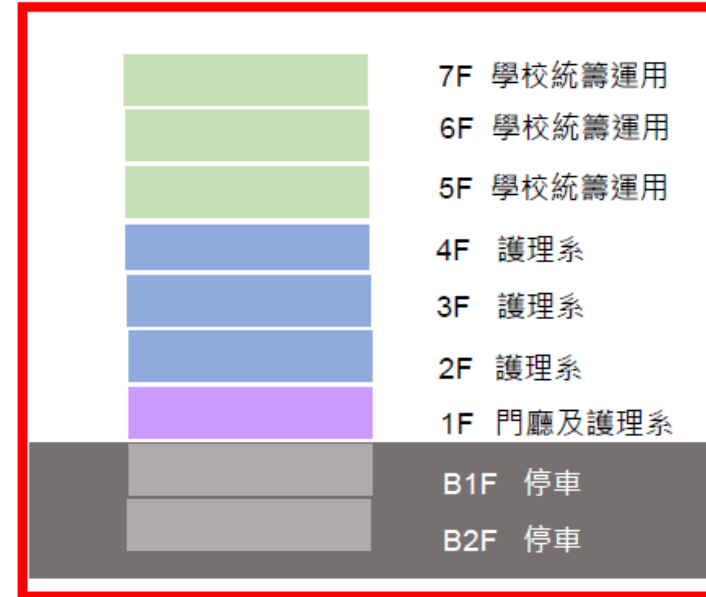 7F 學校統籌運用
6F 學校統籌運用
5F 學校統籌運用
4F 護理系
3F 護理系
2F 護理系
1F 門廳及護理系
B1F 停車
B2F 停車